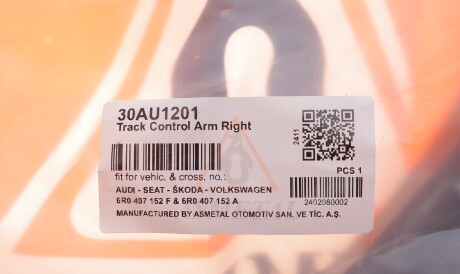 30AU1201
Track Control Arm Right
2411
fit for vehic. & cross. no.:
PCS 1
AUDI - SEAT - ŠKODA - VOLKSWAGEN
6R0 407 152 F & 6R0 407 152 A
2402080002
MANUFACTURED BY ASMETAL OTOMOTİV SAN. VE TİC. A.Ş.